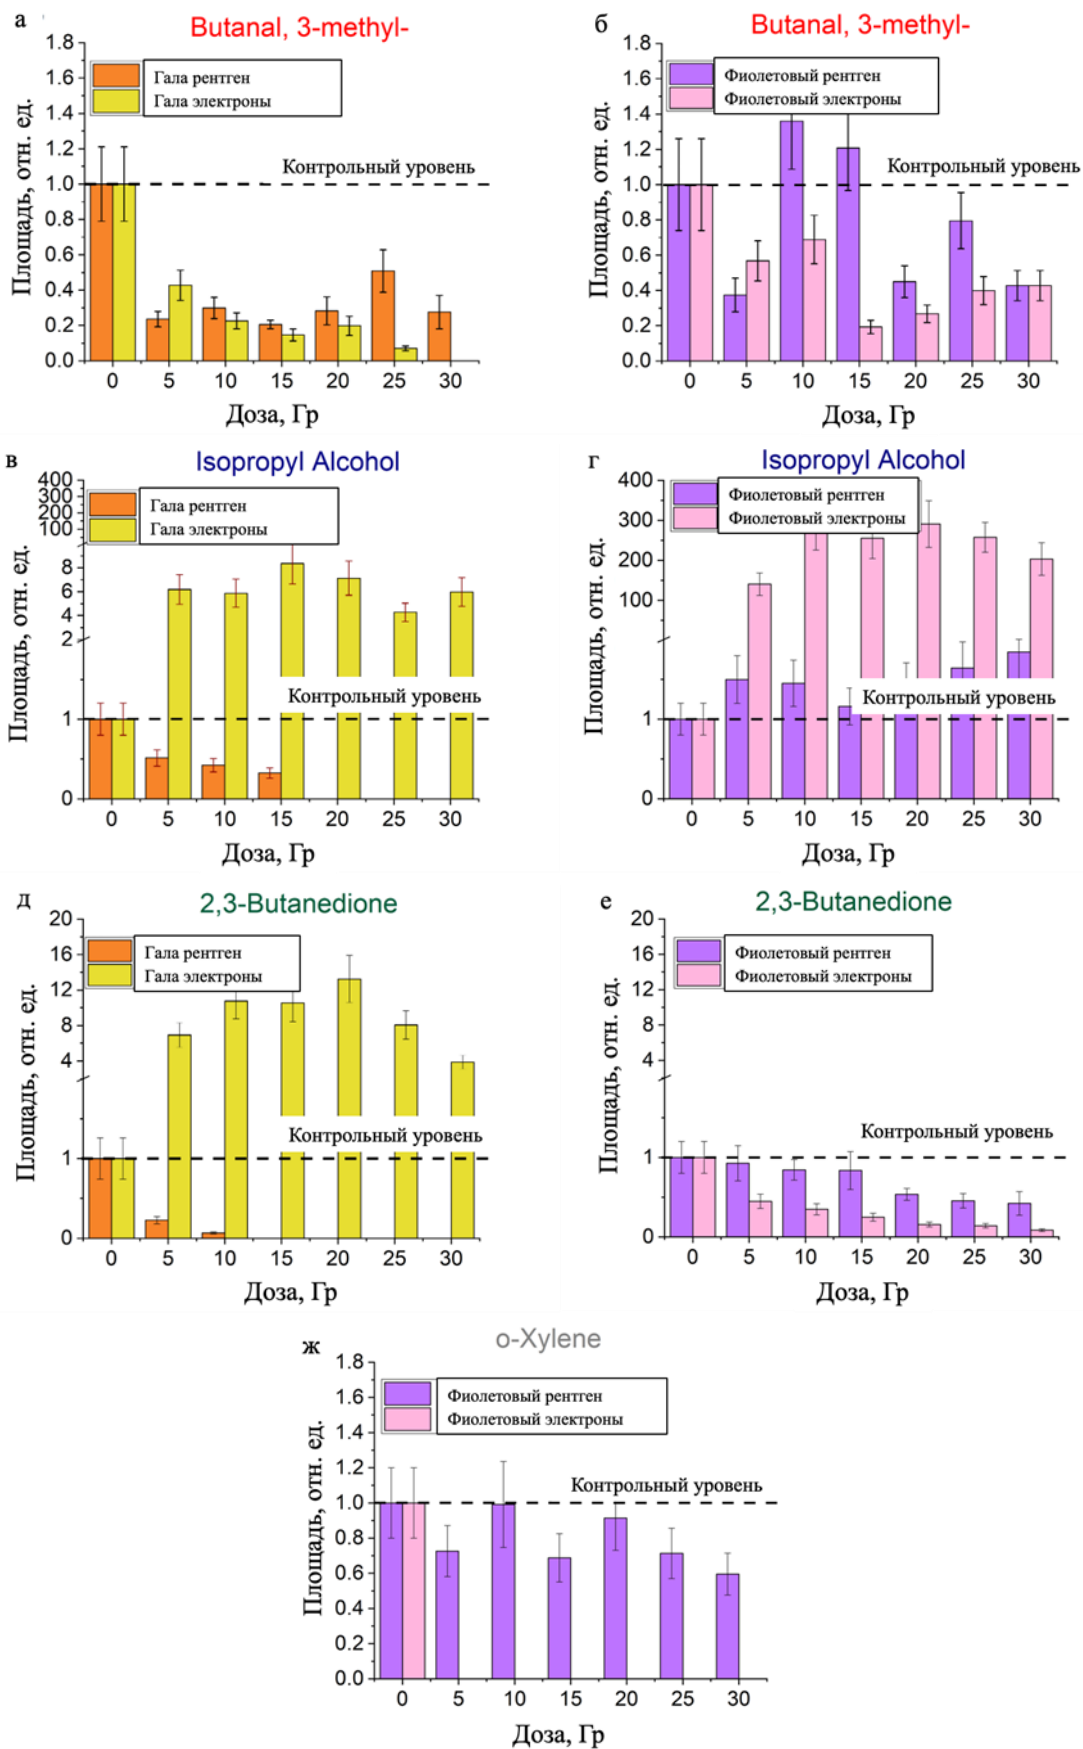 а
Butanal, 3-methyl-
Площадь, отн. ед.
1.8
1.6
1.4
1.2
1.0
0.8
0.6
0.4
0.2
0.0
Гала рентген
Гала электроны
Контрольный уровень
0 5 10 15 20 25 30
Доза, Гр
б
Butanal, 3-methyl-
Площадь, отн. ед.
1.8
1.6
1.4
1.2
1.0
0.8
0.6
0.4
0.2
0.0
Фиолетовый рентген
Фиолетовый электроны
Контрольный уровень
0 5 10 15 20 25 30
Доза, Гр
в
Isopropyl Alcohol
Площадь, отн. ед.
400
300
200
100
8
6
4
2
1
0
Гала рентген
Гала электроны
Контрольный уровень
0 5 10 15 20 25 30
Доза, Гр
г
Isopropyl Alcohol
Площадь, отн. ед.
400
300
200
100
1
0
Фиолетовый рентген
Фиолетовый электроны
Контрольный уровень
0 5 10 15 20 25 30
Доза, Гр
д
2,3-Butanedione
Площадь, отн. ед.
20
16
12
8
4
1
0
Гала рентген
Гала электроны
Контрольный уровень
0 5 10 15 20 25 30
Доза, Гр
е
2,3-Butanedione
Площадь, отн. ед.
20
16
12
8
4
1
0
Фиолетовый рентген
Фиолетовый электроны
Контрольный уровень
0 5 10 15 20 25 30
Доза, Гр
ж
o-Xylene
Площадь, отн. ед.
1.8
1.6
1.4
1.2
1.0
0.8
0.6
0.4
0.2
0.0
Фиолетовый рентген
Фиолетовый электроны
Контрольный уровень
0 5 10 15 20 25 30
Доза, Гр